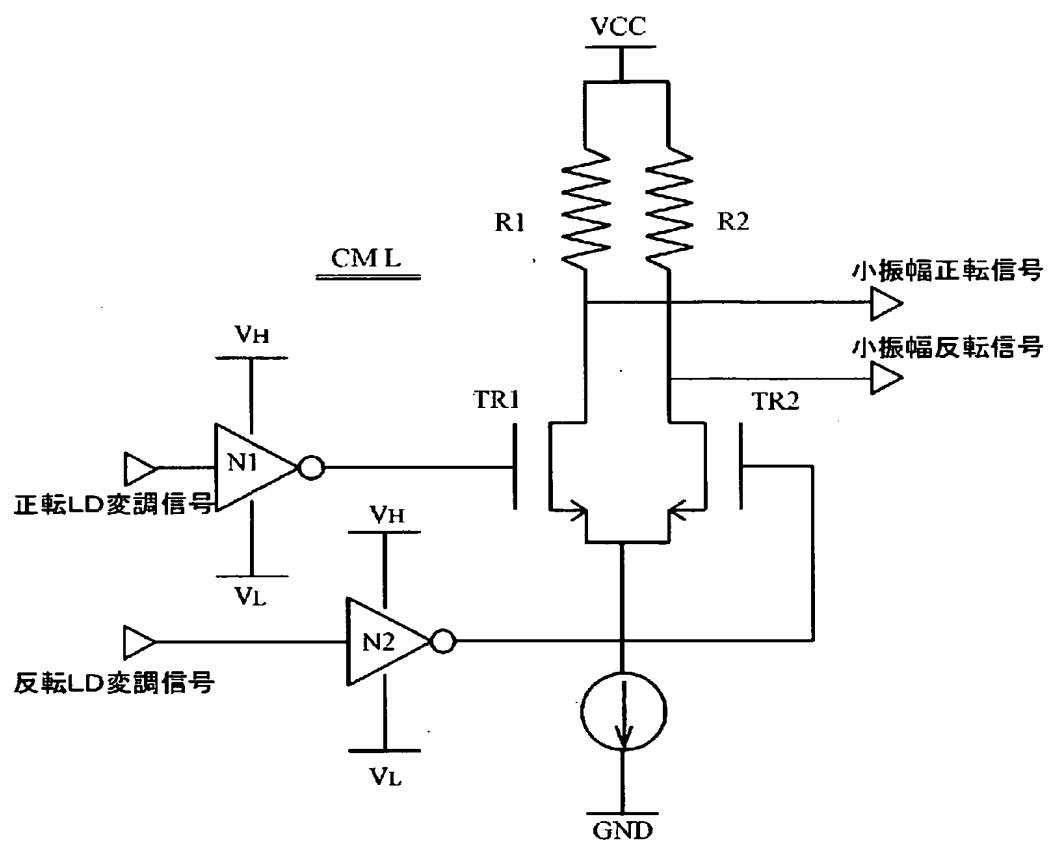 VCC
R1
R2
CML
小振幅正転信号
VH
小振幅反転信号
TR1
TR2
N1
正転LD変調信号
VH
VL
N2
反転LD変調信号
VL
GND